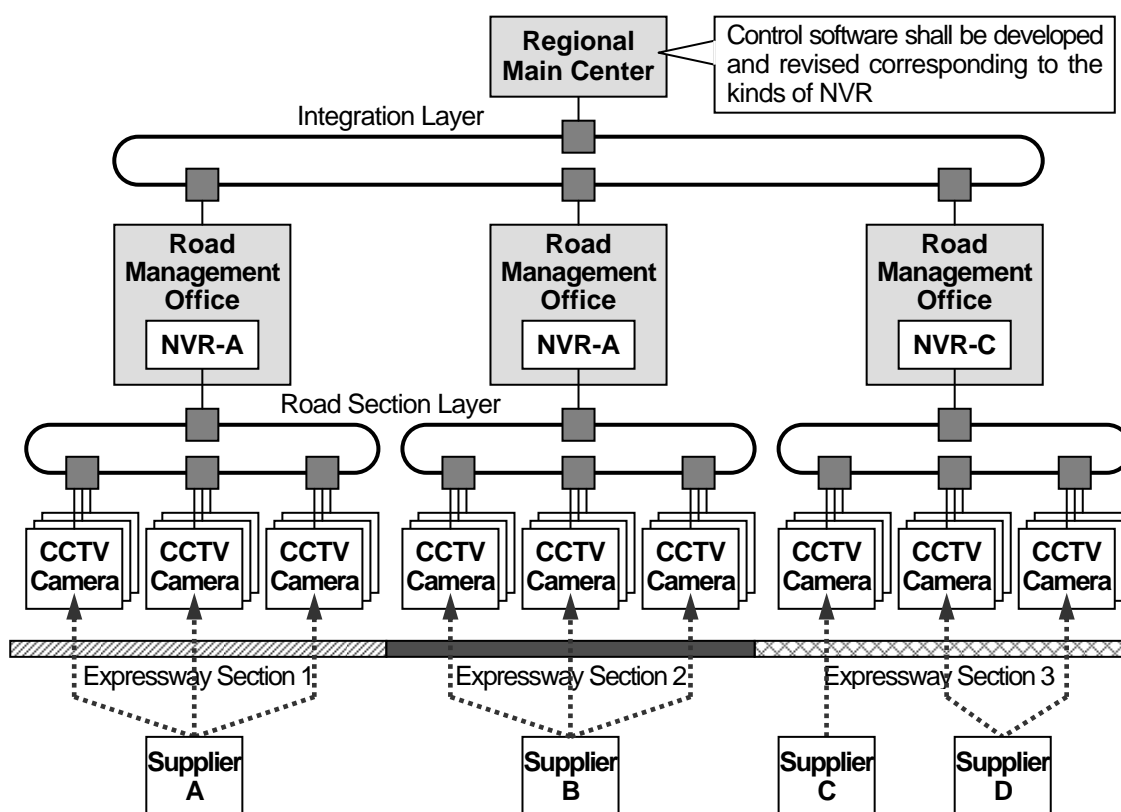 Regional
Main Center
Control software shall be developed
and revised corresponding to the
kinds of NVR
Integration Layer
Road
Management
Office
NVR-A
Road
Management
Office
NVR-A
Road
Management
Office
NVR-C
Road Section Layer
CCTV
Camera
CCTV
Camera
CCTV
Camera
CCTV
Camera
CCTV
Camera
CCTV
Camera
CCTV
Camera
CCTV
Camera
CCTV
Camera
Expressway Section 1
Expressway Section 2
Expressway Section 3
Supplier
A
Supplier
B
Supplier
C
Supplier
D